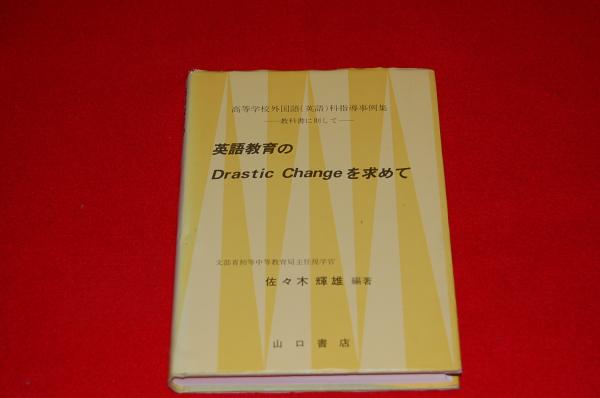 高等学校外国語(英語)科指導事例集
――教科書に則して――
英語教育の
Drastic Changeを求めて
文部省初等中等教育局主任視学官
佐々木 輝雄 編著
山口書店